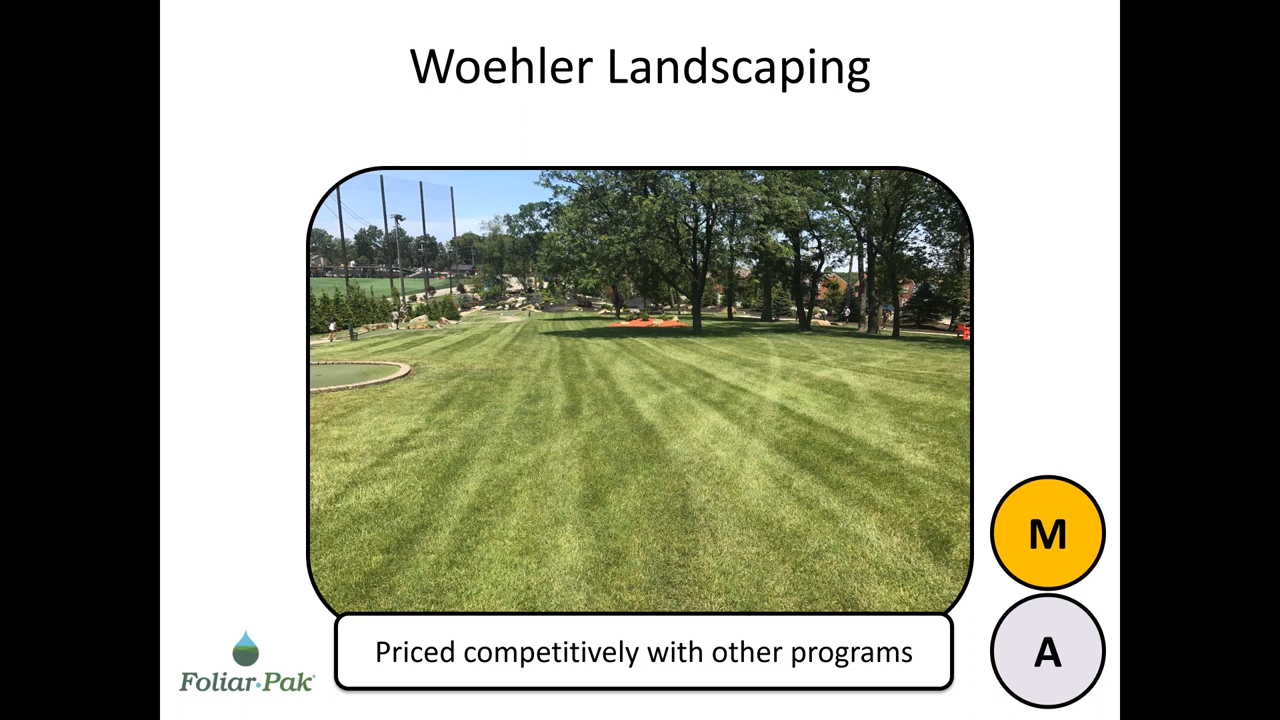 Woehler Landscaping
M
A
Priced competitively with other programs
Foliar·Pak®